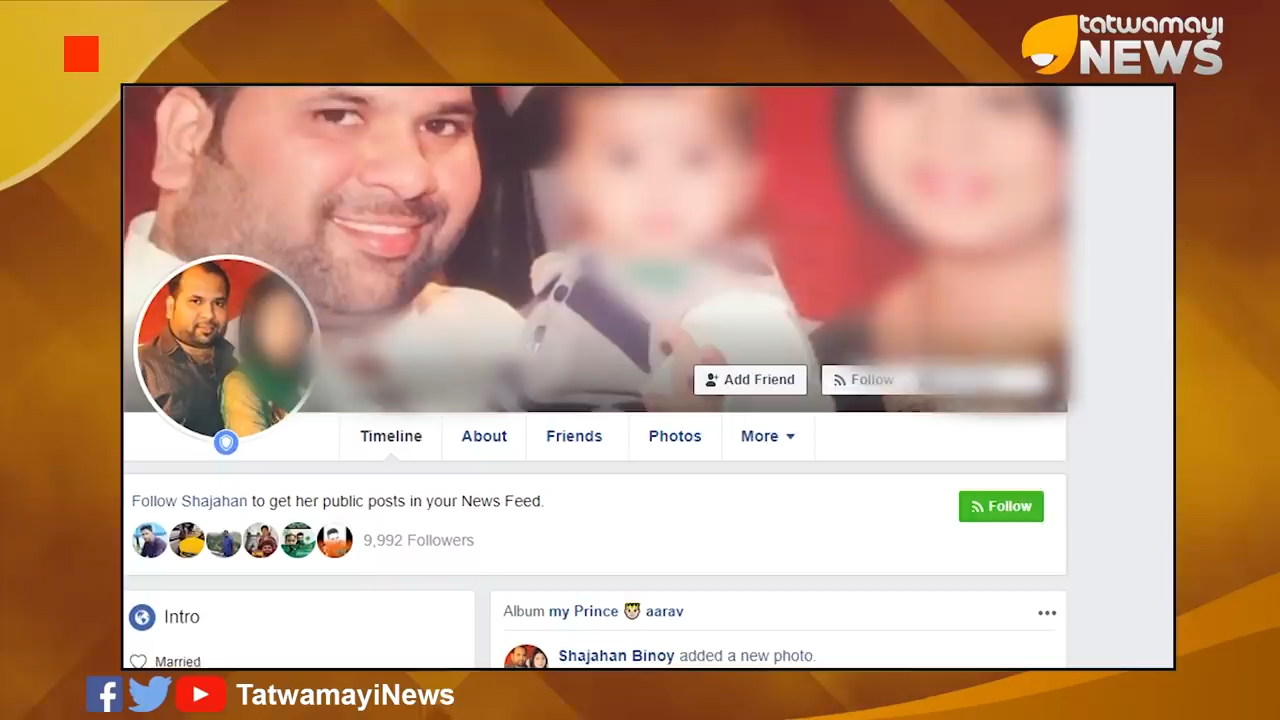 tatwamayi
NEWS
Add Friend
Follow
Timeline
About
Friends
Photos
More
Follow Shajahan to get her public posts in your News Feed.
Follow
9,992 Followers
Intro
Married
Album my Prince 🤴 aarav
Shajahan Binoy added a new photo.
TatwamayiNews